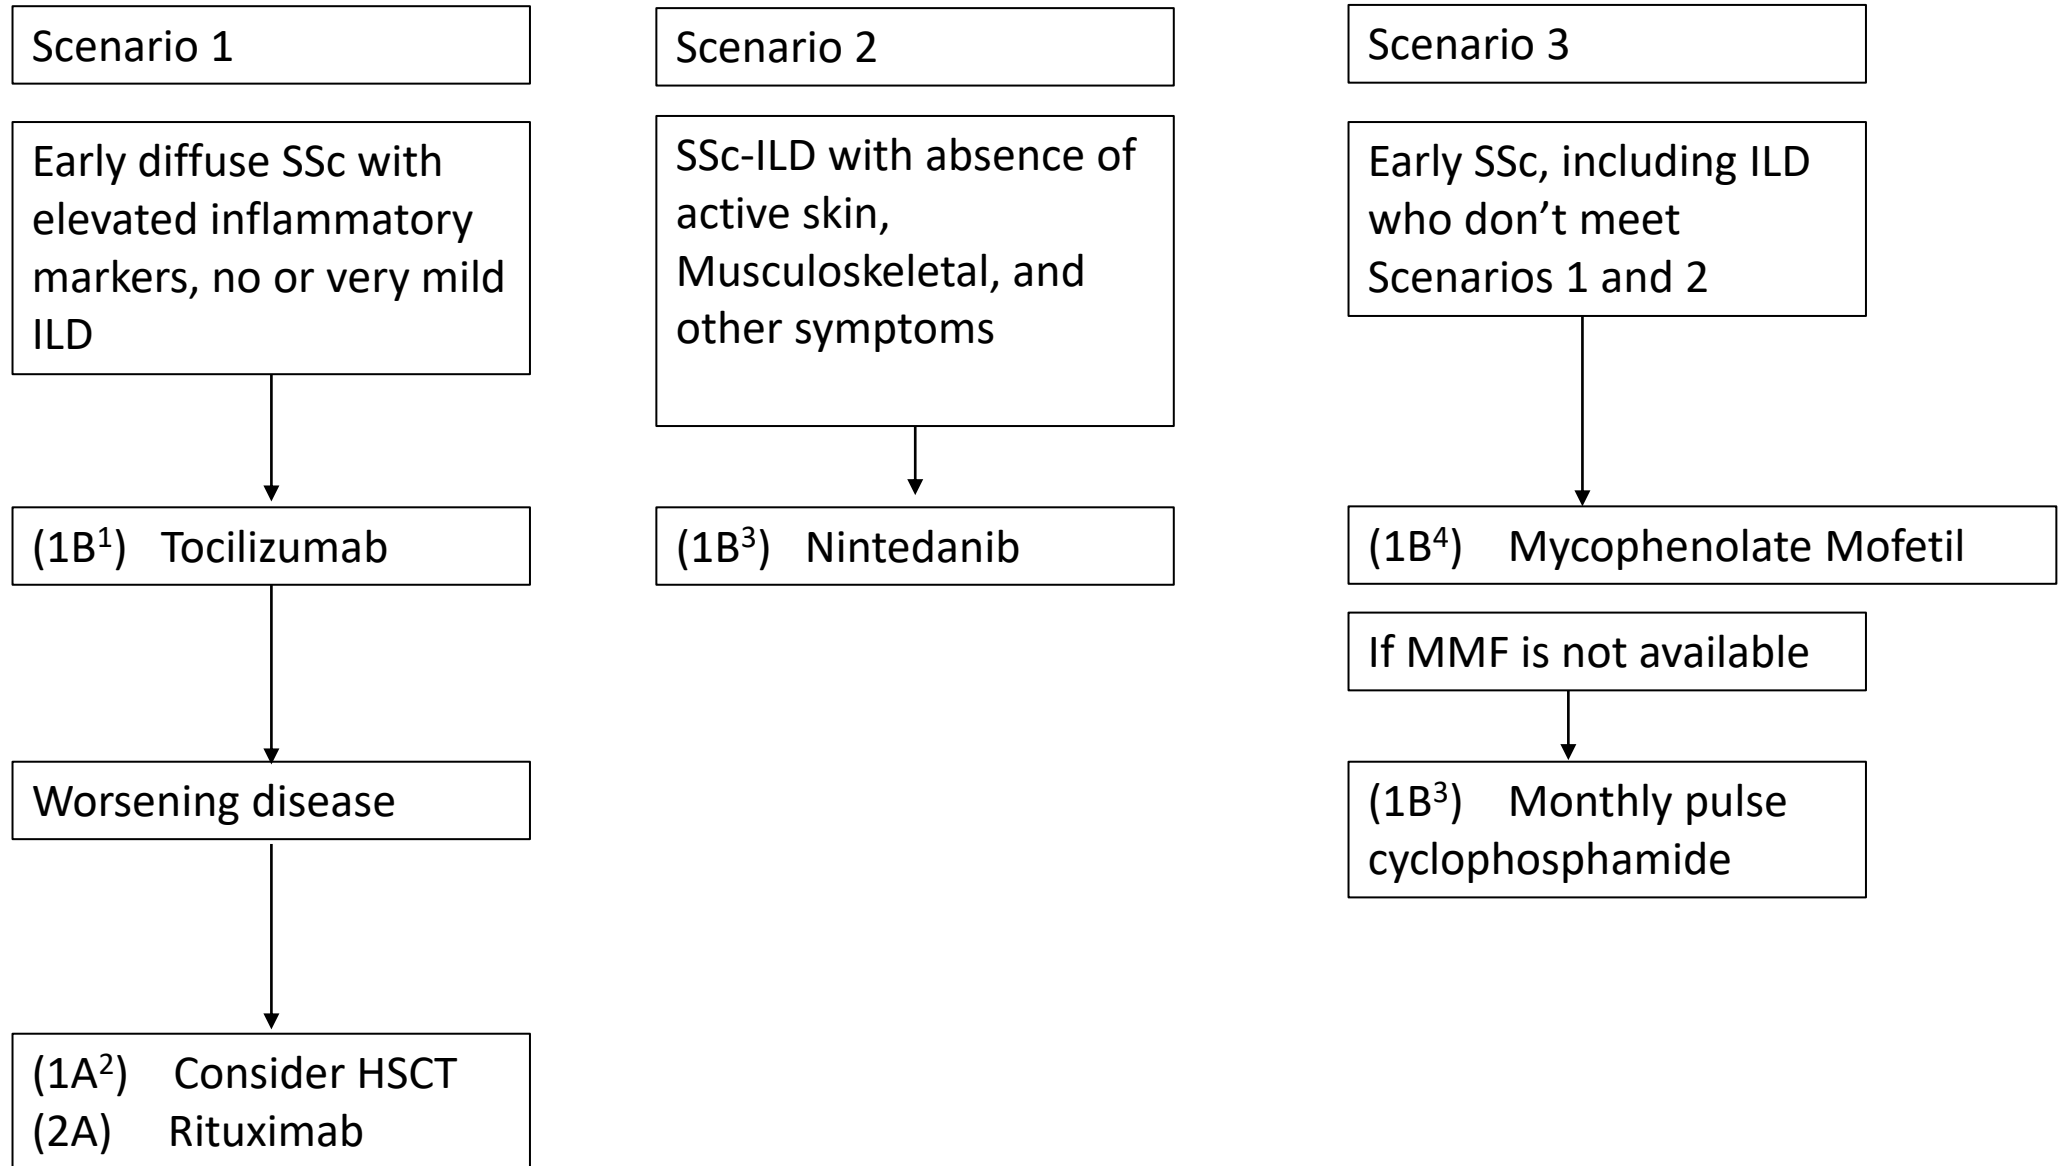 Scenario 1
Early diffuse SSc with
elevated inflammatory
markers, no or very mild
ILD
(1B¹) Tocilizumab
Worsening disease
(1A²) Consider HSCT
(2A) Rituximab
Scenario 2
SSc-ILD with absence of
active skin,
Musculoskeletal, and
other symptoms
(1B³) Nintedanib
Scenario 3
Early SSc, including ILD
who don’t meet
Scenarios 1 and 2
(1B⁴) Mycophenolate Mofetil
If MMF is not available
(1B³) Monthly pulse
cyclophosphamide